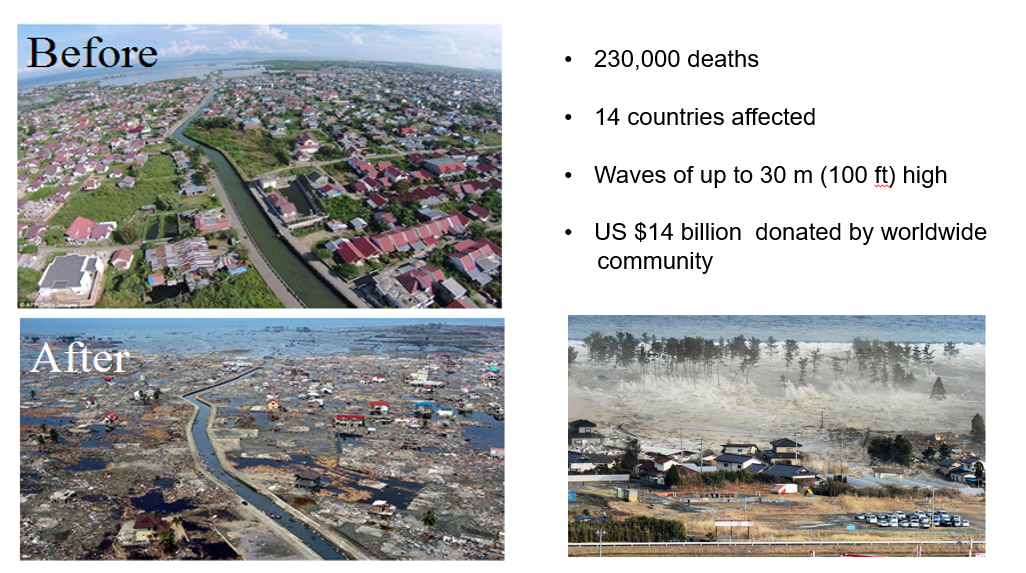 Before
• 230,000 deaths
• 14 countries affected
• Waves of up to 30 m (100 ft) high
• US $14 billion  donated by worldwide
community
After